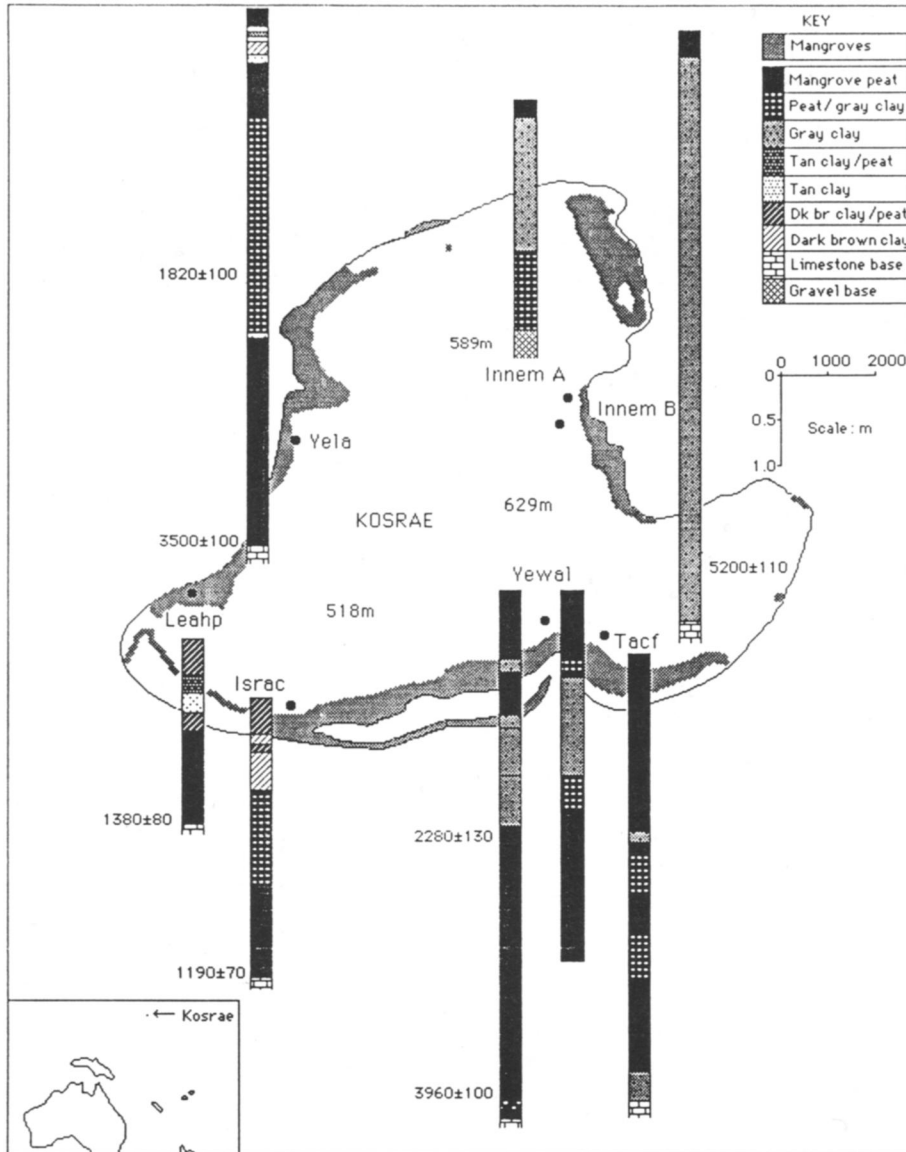 KEY
Mangroves
Mangrove peat
Peat/gray clay
Gray clay
Tan clay/peat
Tan clay
Dk br clay/peat
Dark brown clay
Limestone base
Gravel base
1820±100
589m
Innem A
0 1000 2000
0
Innem B
0.5
Scale: m
1.0
Yela
629m
KOSRAE
3500±100
5200±110
Yewal
Leahp
518m
Tacf
Israc
1380±80
2280±130
1190±70
← Kosrae
3960±100